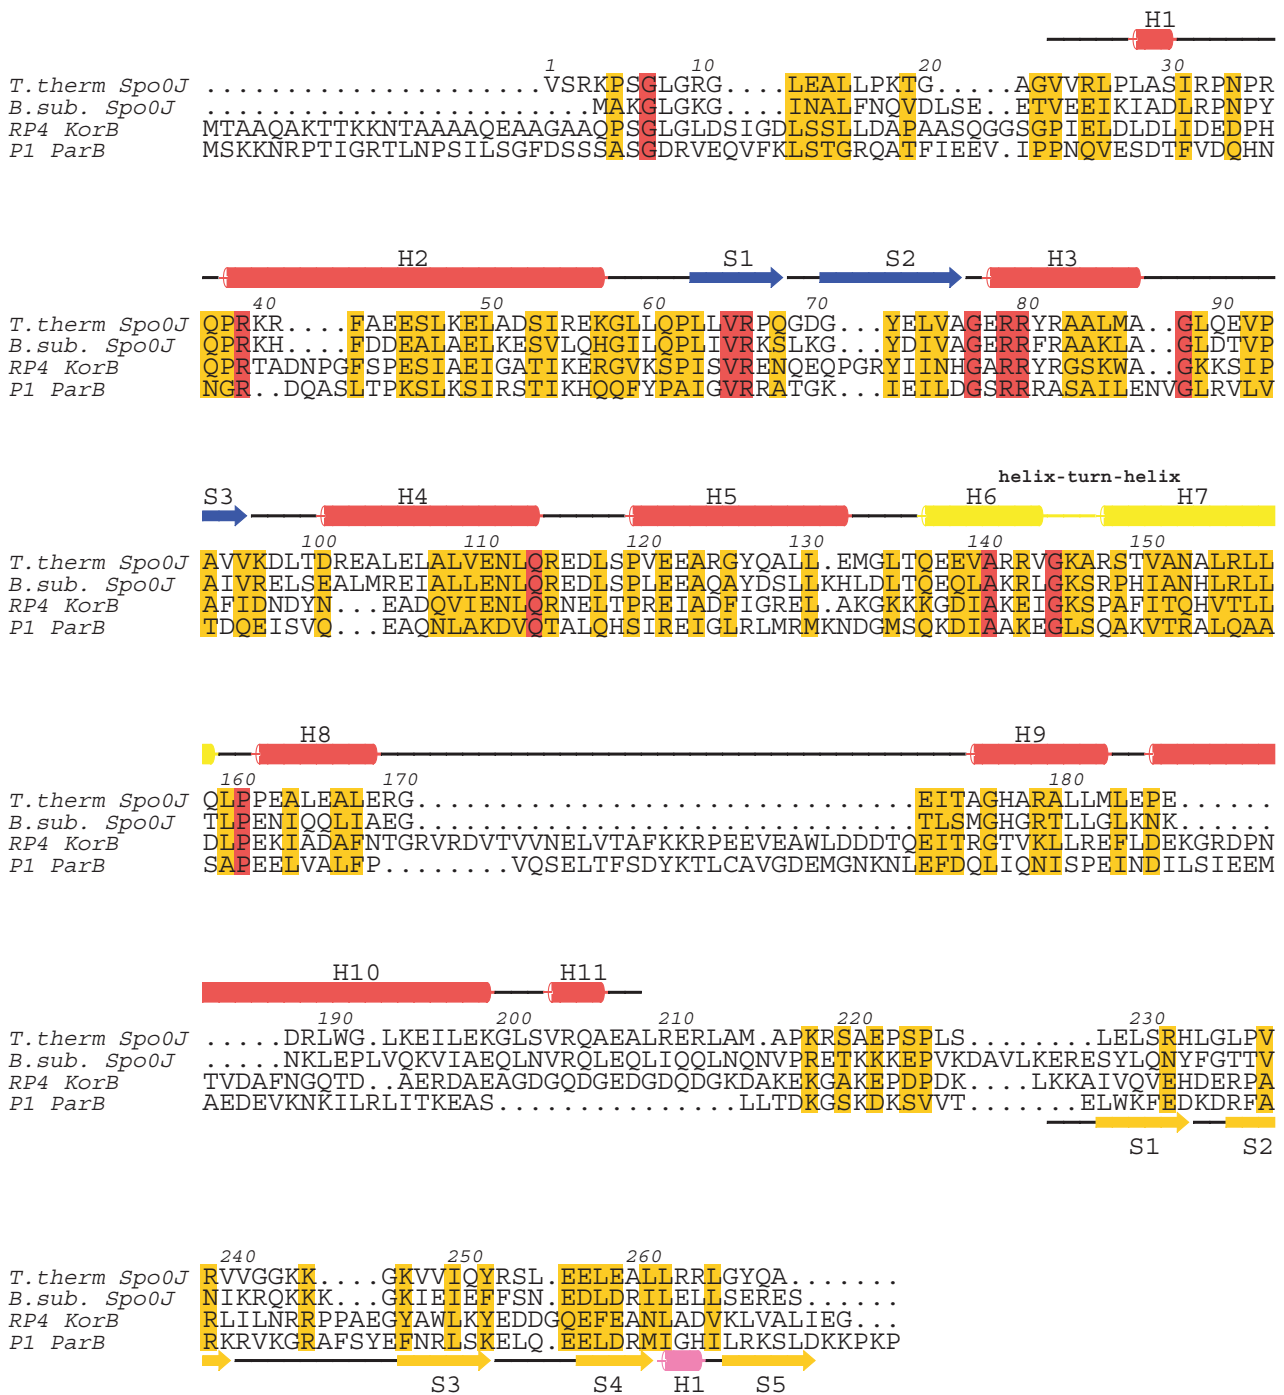 H1
1 10 20 30
T.therm Spo0J .....................VSRKPSGLGRG....LEALLPKTG.....AGVVRLPLASIRPNPR
B.sub. Spo0J ........................MAKGLGKG....INALFNQVDLSE..ETVEEIKIADLRPNPY
RP4 KorB MTAAQAKTTKKNTAAAAQEAAGAAQPSGLGLDSIGDLSSLLDAPAASQGGSGPIELDLDLIDEDPH
P1 ParB MSKKNRPTIGRTLNPSILSGFDSSSASGDRVEQVFKLSTGRQATFIEEV.IPPNQVESDTFVDQHN
H2 S1 S2 H3
40 50 60 70 80 90
T.therm Spo0J QPRKR....FAEESLKELADSIREKGLLQPLLVRPQGDG...YELVAGERRYRAALMA..GLQEVP
B.sub. Spo0J QPRKH....FDDEALAELKESVLQHGILQPLIVRKSLKG...YDIVAGERRFRAAKLA..GLDTVP
RP4 KorB QPRTADNPGFSPESIAEIGATIKERGVKSPISVRENQEQPGRYIINHGARRYRGSKWA..GKKSIP
P1 ParB NGR..DQASLTPKSLKSIRSTIKHQQFYPAIGVRRATGK...IEILDGSRRRASAILENVGLRVLV
helix-turn-helix
S3 H4 H5 H6 H7
100 110 120 130 140 150
T.therm Spo0J AVVKDLTDREALELALVENLQREDLSPVEEARGYQALL.EMGLTQEEVARRVGKARSTVANALRLL
B.sub. Spo0J AIVRELSEALMREIALLENLQREDLSPLEEAQAYDSLLKHLDLTQEQLAKRLGKSRPHIANHLRLL
RP4 KorB AFIDNDYN...EADQVIENLQRNELTPREIADFIGREL.AKGKKKGDIAKEIGKSPAFITQHVTLL
P1 ParB TDQEISVQ...EAQNLAKDVQTALQHSIREIGLRLMRMKNDGMSQKDIAAKEGLSQAKVTRALQAA
H8 H9
160 170 180
T.therm Spo0J QLPPEALEALERG...............................EITAGHARALLMLEPE......
B.sub. Spo0J TLPENIQQLIAEG...............................TLSMGHGRTLLGLKNK......
RP4 KorB DLPEKIADAFNTGRVRDVTVVNELVTAFKKRPEEVEAWLDDDTQEITRGTVKLLREFLDEKGRDPN
P1 ParB SAPEELVALFP........VQSELTFSDYKTLCAVGDEMGNKNLEFDQLIQNISPEINDILSIEEM
H10 H11
190 200 210 220 230
T.therm Spo0J .....DRLWG.LKEILEKGLSVRQAEALRERLAM.APKRSAEPSPLS.......LELSRHLGLPV
B.sub. Spo0J .....NKLEPLVQKVIAEQLNVRQLEQLIQQLNQNVPRETKKKEPVKDAVLKERESYLQNYFGTTV
RP4 KorB TVDAFNGQTD..AERDAEAGDGQDGEDGDQDGKDAKEKGAKEPDPDK....LKKAIVQVEHDERPA
P1 ParB AEDEVKNKILRLITKEAS...............LLTDKGSKDKSVVT.......ELWKFEDKDRFA
S1 S2
240 250 260
T.therm Spo0J RVVGGKK....GKVVIQYRSL.EELEALLRRLGYQA.......
B.sub. Spo0J NIKRQKKK...GKIEIEFFSN.EDLDRILELLSERES......
RP4 KorB RLILNRRPPAEGYAWLKYEDDGQEFEANLADVKLVALIEG...
P1 ParB RKRVKGRAFSYEFNRLSKELQ.EELDRMIGHILRKSLDKKPKP
S3 S4 H1 S5